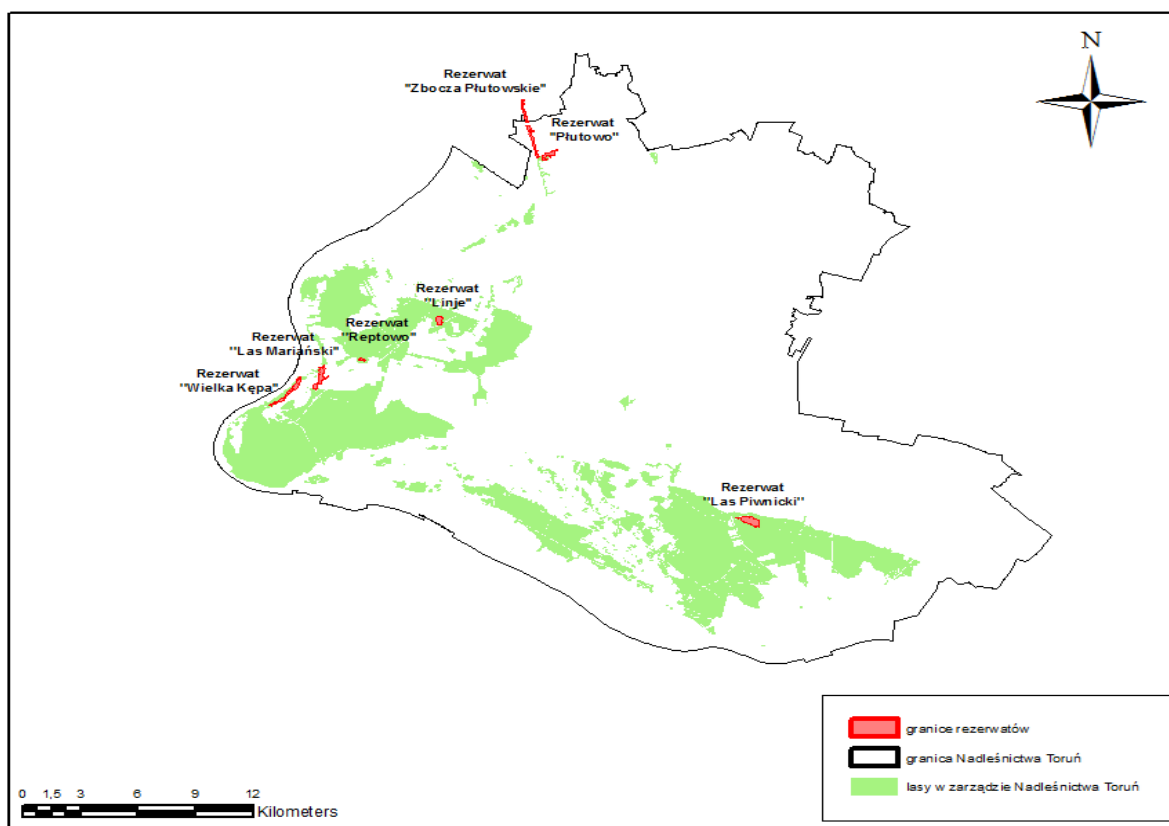 N
Rezerwat
"Zbocza Płutowskie"
Rezerwat
"Płutowo"
Rezerwat
"Linje"
Rezerwat
"Reptowo"
Rezerwat
"Las Mariański"
Rezerwat
"Wielka Kępa"
Rezerwat
"Las Piwnicki"
granice rezerwatów
granica Nadleśnictwa Toruń
lasy w zarządzie Nadleśnictwa Toruń
0 1,5 3 6 9 12
Kilometers